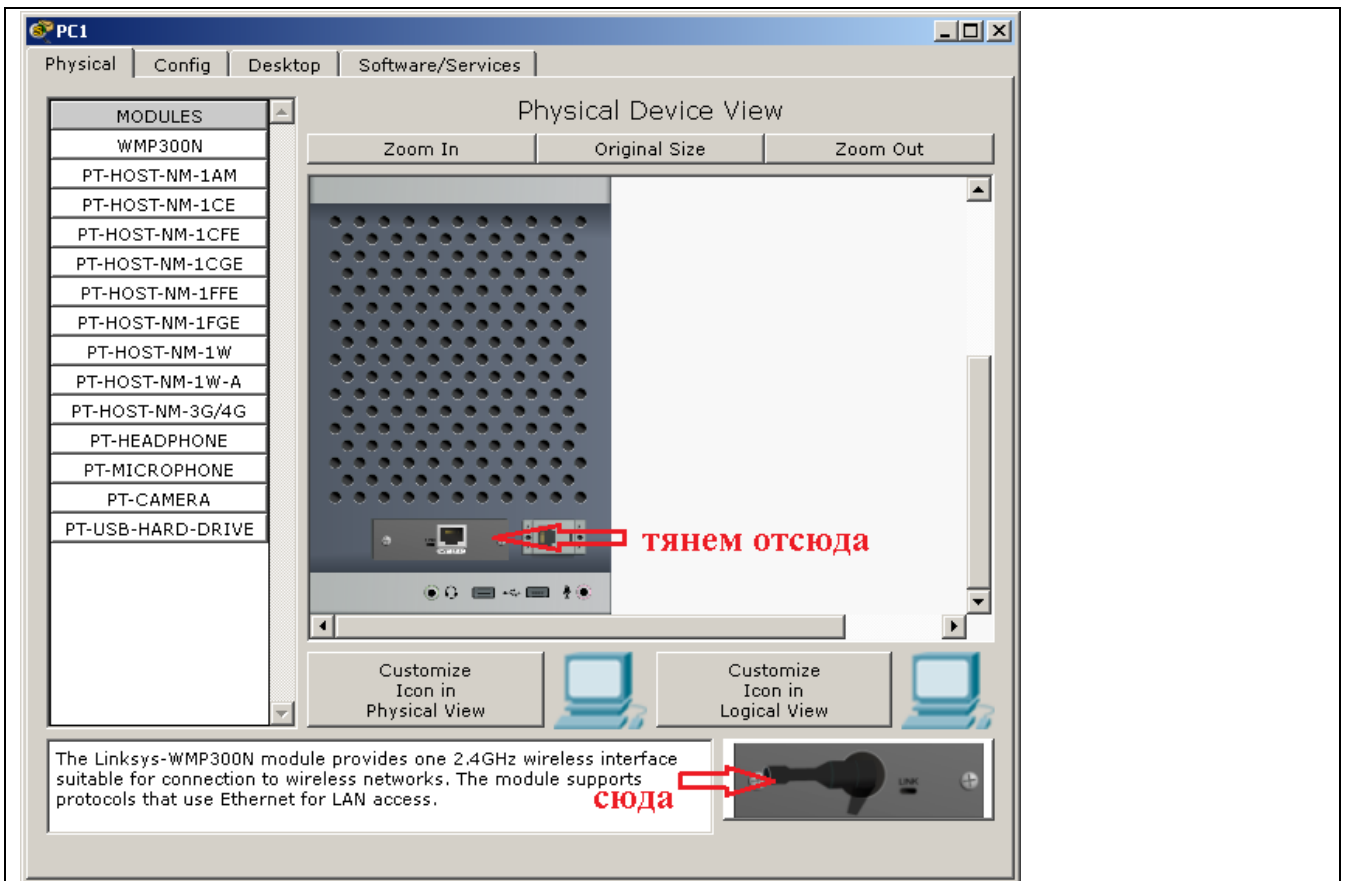 PC1
Physical
Config
Desktop
Software/Services
MODULES
WMP300N
PT-HOST-NM-1AM
PT-HOST-NM-1CE
PT-HOST-NM-1CFE
PT-HOST-NM-1CGE
PT-HOST-NM-1FFE
PT-HOST-NM-1FGE
PT-HOST-NM-1W
PT-HOST-NM-1W-A
PT-HOST-NM-3G/4G
PT-HEADPHONE
PT-MICROPHONE
PT-CAMERA
PT-USB-HARD-DRIVE
Physical Device View
Zoom In
Original Size
Zoom Out
тянем отсюда
Customize
Icon in
Physical View
Customize
Icon in
Logical View
The Linksys-WMP300N module provides one 2.4GHz wireless interface
suitable for connection to wireless networks. The module supports
protocols that use Ethernet for LAN access.
сюда
LINK